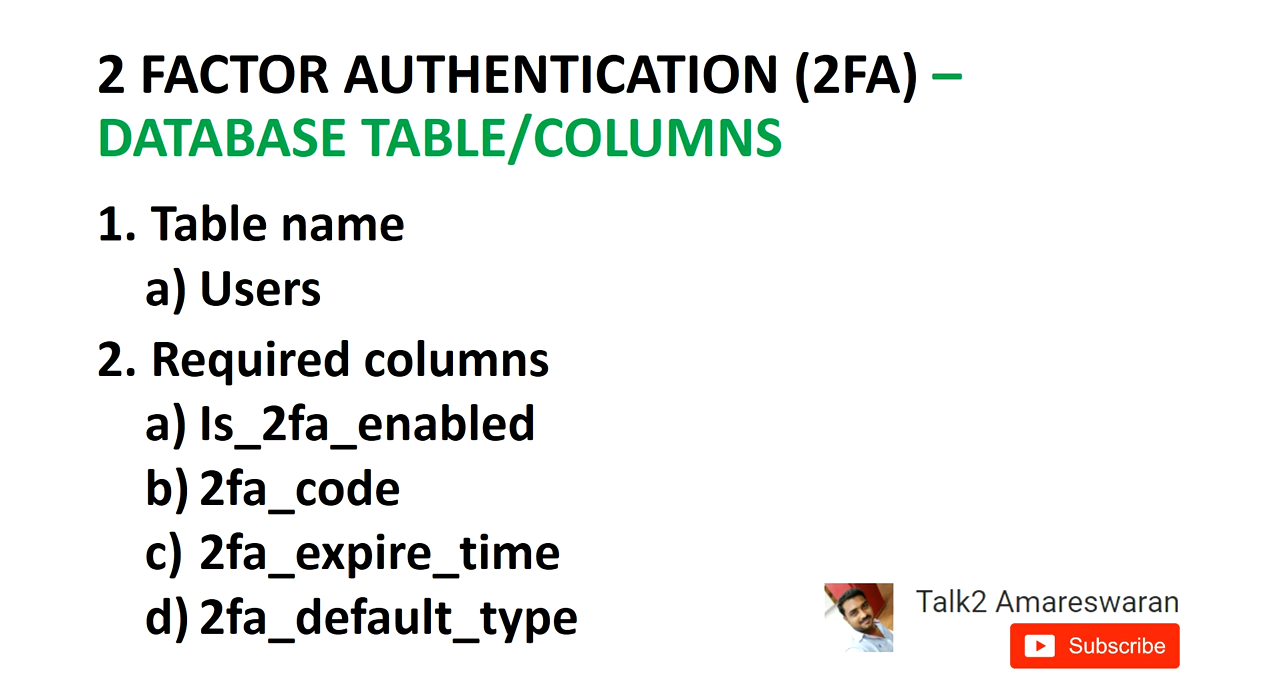 2 FACTOR AUTHENTICATION (2FA) –
DATABASE TABLE/COLUMNS
1. Table name
a) Users
2. Required columns
a) Is_2fa_enabled
b) 2fa_code
c) 2fa_expire_time
d) 2fa_default_type
Talk2 Amareswaran
Subscribe